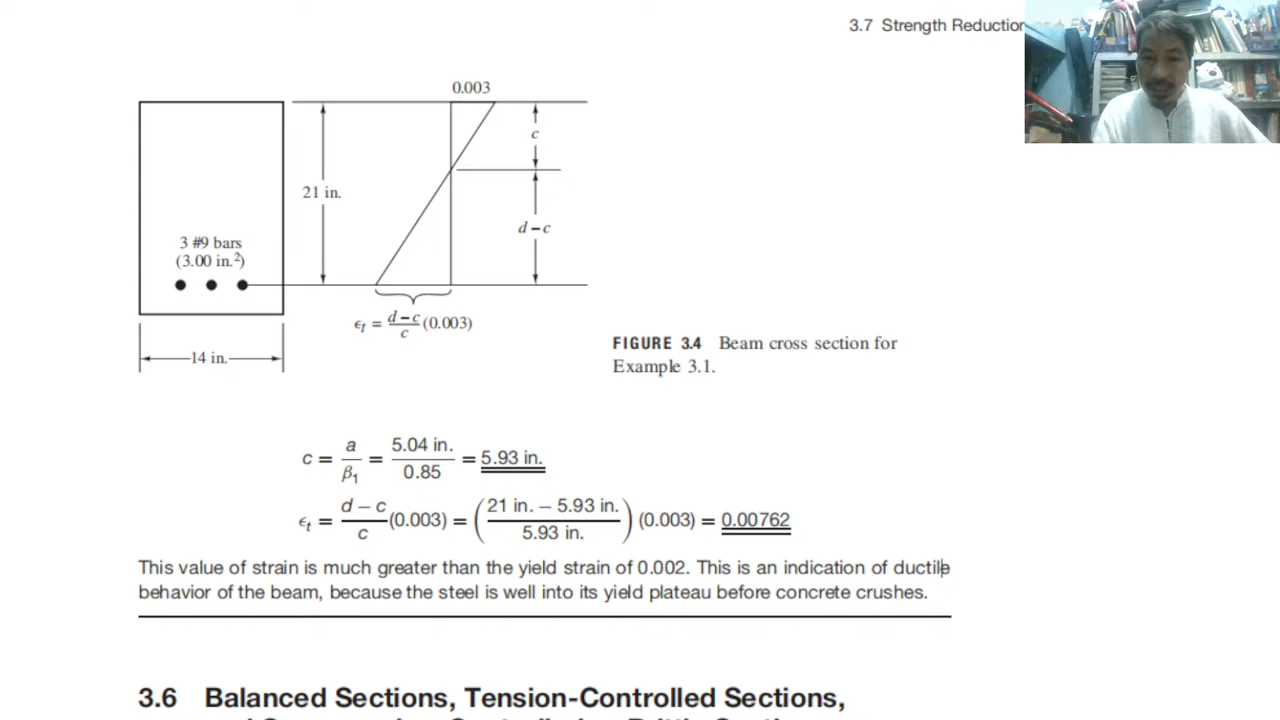 3.7 Strength Reduction
0.003
c
21 in.
d – c
3 #9 bars
(3.00 in.²)
ϵt = d – c / c (0.003)
14 in.
FIGURE 3.4 Beam cross section for
Example 3.1.
c = a / β1 = 5.04 in. / 0.85 = 5.93 in.
ϵt = d – c / c (0.003) = (21 in. – 5.93 in. / 5.93 in.) (0.003) = 0.00762
This value of strain is much greater than the yield strain of 0.002. This is an indication of ductile
behavior of the beam, because the steel is well into its yield plateau before concrete crushes.
3.6 Balanced Sections, Tension-Controlled Sections,